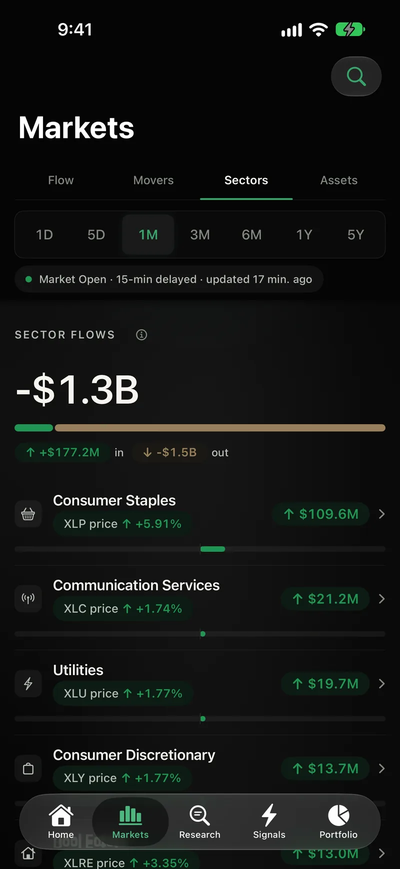 9:41
Markets
Flow Movers Sectors Assets
1D 5D 1M 3M 6M 1Y 5Y
Market Open · 15-min delayed · updated 17 min. ago
SECTOR FLOWS
-$1.3B
↑ +$177.2M in ↓ -$1.5B out
Consumer Staples
XLP price ↑ +5.91%
↑ $109.6M
Communication Services
XLC price ↑ +1.74%
↑ $21.2M
Utilities
XLU price ↑ +1.77%
↑ $19.7M
Consumer Discretionary
XLY price ↑ +1.77%
↑ $13.7M
Home Markets Research Signals Portfolio
XLRE price ↑ +3.35%
↑ $13.0M